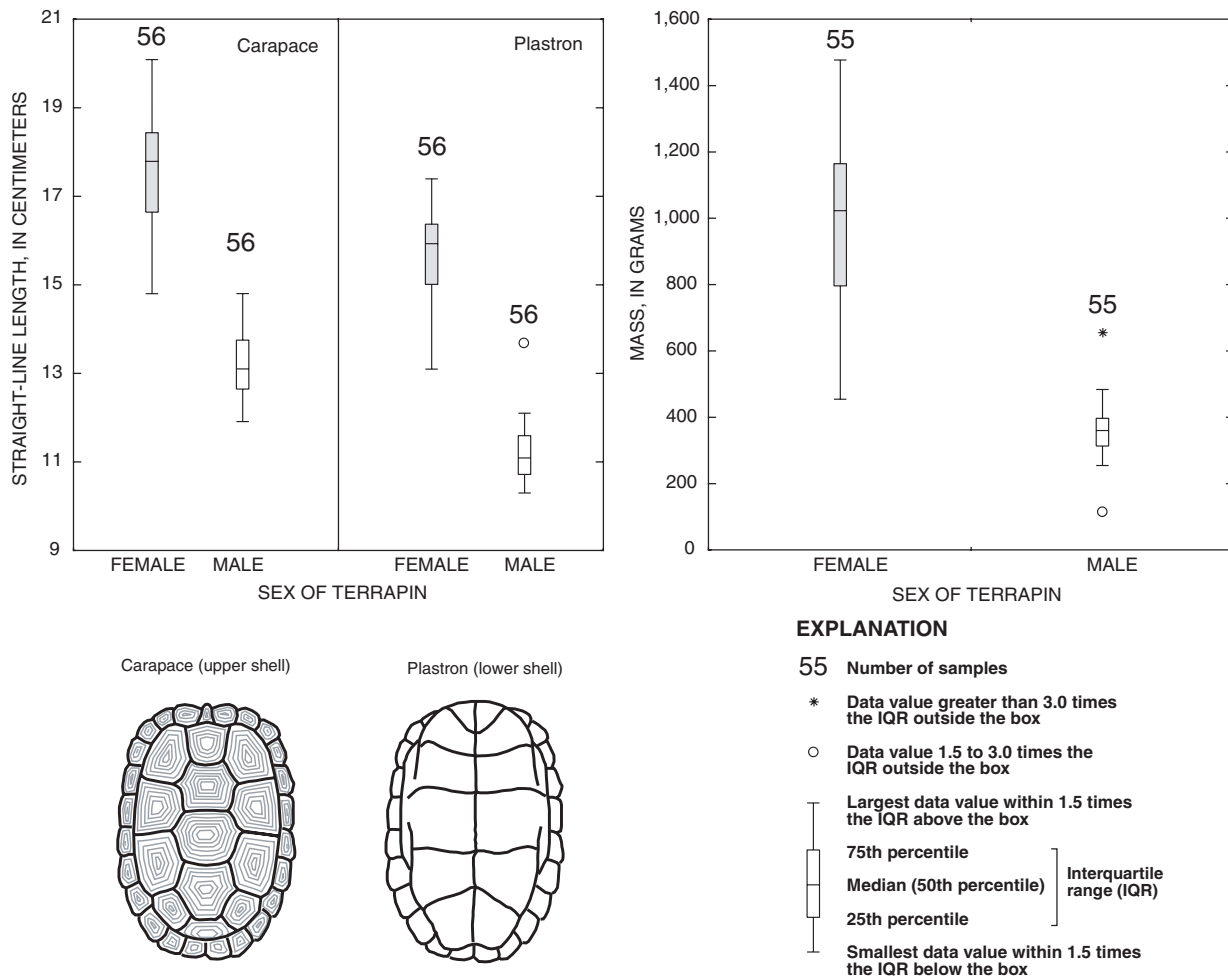 STRAIGHT-LINE LENGTH, IN CENTIMETERS
21
19
17
15
13
11
9
Carapace
56
56
Plastron
56
56
FEMALE MALE
FEMALE MALE
SEX OF TERRAPIN
MASS, IN GRAMS
1,600
1,400
1,200
1,000
800
600
400
200
0
55
55
FEMALE
MALE
SEX OF TERRAPIN
Carapace (upper shell)
Plastron (lower shell)
EXPLANATION
55 Number of samples
* Data value greater than 3.0 times
the IQR outside the box
Data value 1.5 to 3.0 times the
IQR outside the box
Largest data value within 1.5 times
the IQR above the box
75th percentile
Median (50th percentile)
25th percentile
Interquartile
range (IQR)
Smallest data value within 1.5 times
the IQR below the box